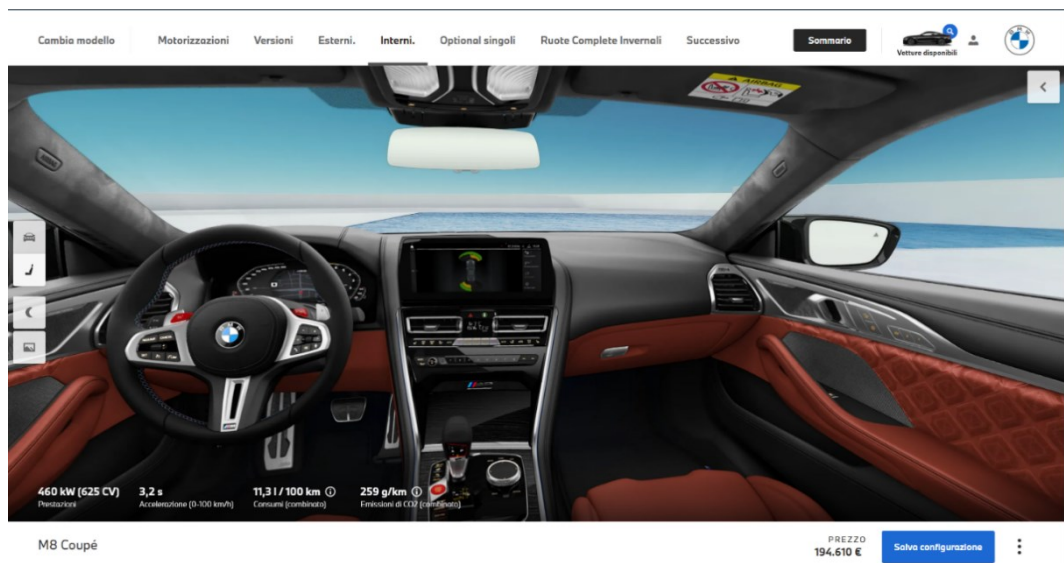 Cambia modello
Motorizzazioni
Versioni
Esterni.
Interni.
Optional singoli
Ruote Complete Invernali
Successivo
Sommario
Vetture disponibili
AIRBAG
460 kW (625 CV)
Prestazioni
3,2 s
Accelerazione (0-100 km/h)
11,3 l / 100 km
Consumi (combinato)
259 g/km
Emissioni di CO2 (combinato)
M8 Coupé
PREZZO
194.610 €
Salva configurazione